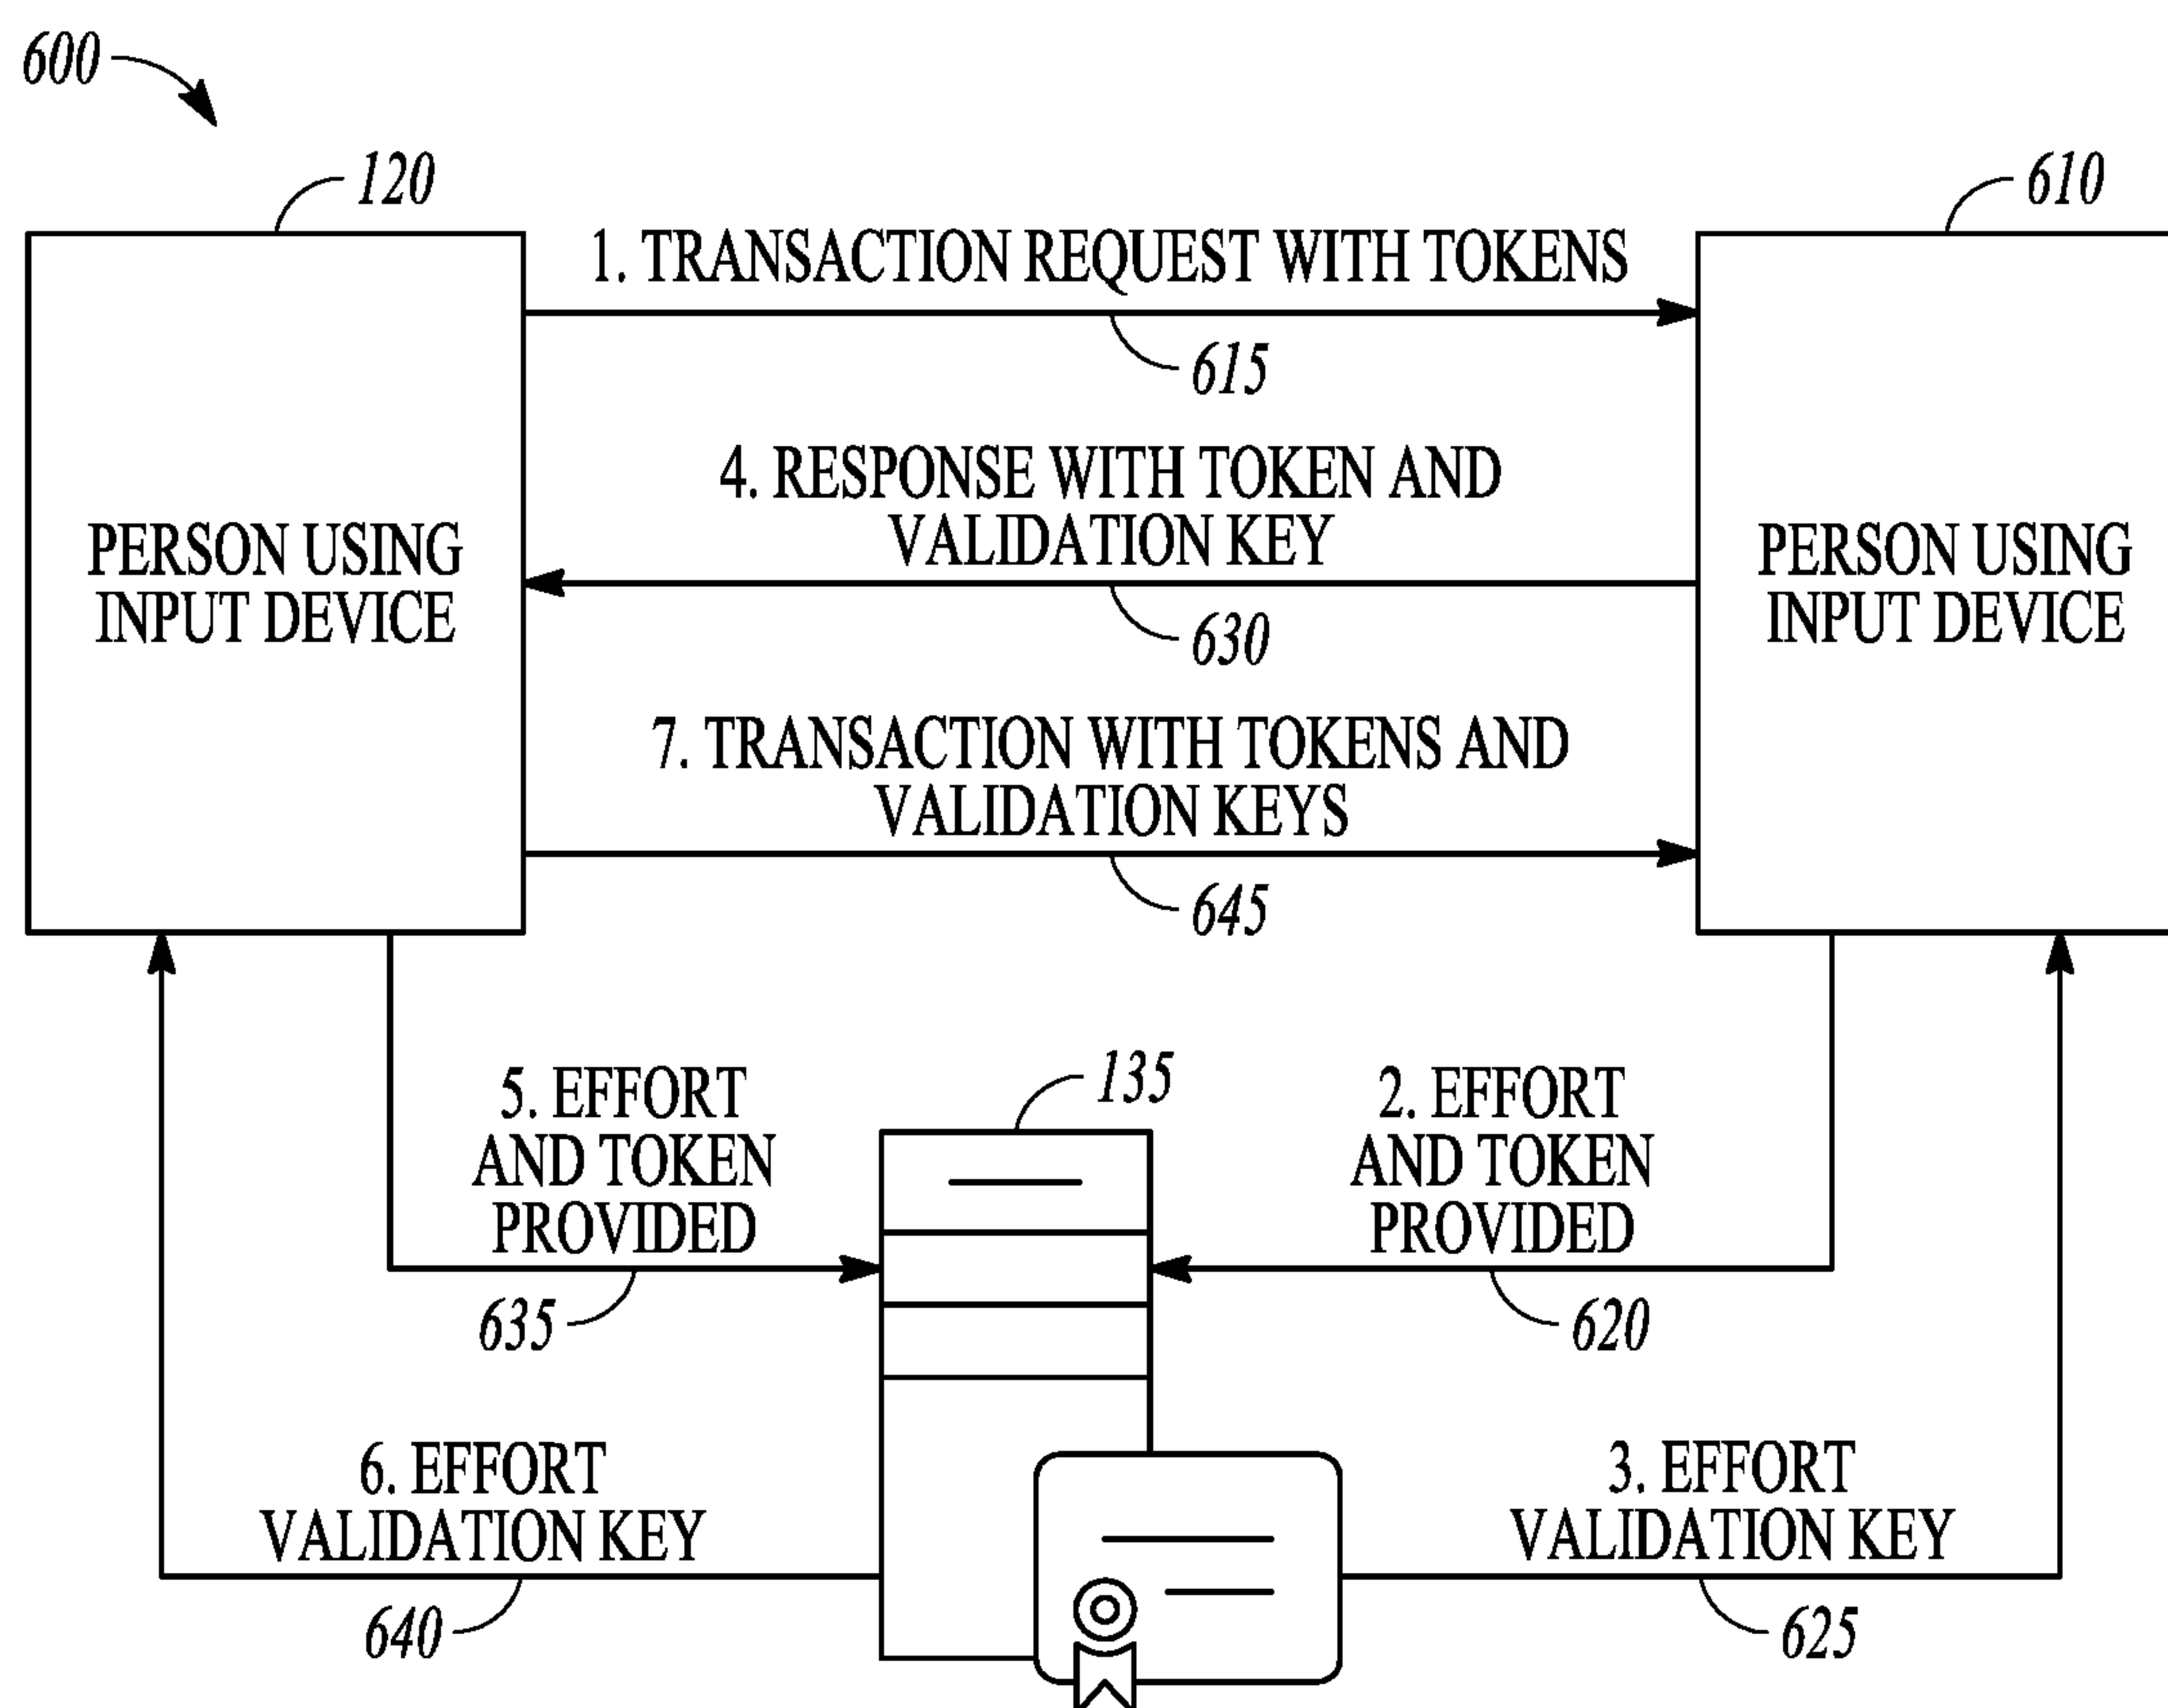 600
120
610
1. TRANSACTION REQUEST WITH TOKENS
615
4. RESPONSE WITH TOKEN AND
VALIDATION KEY
630
PERSON USING
INPUT DEVICE
PERSON USING
INPUT DEVICE
7. TRANSACTION WITH TOKENS AND
VALIDATION KEYS
645
5. EFFORT
AND TOKEN
PROVIDED
635
135
2. EFFORT
AND TOKEN
PROVIDED
620
6. EFFORT
VALIDATION KEY
640
3. EFFORT
VALIDATION KEY
625